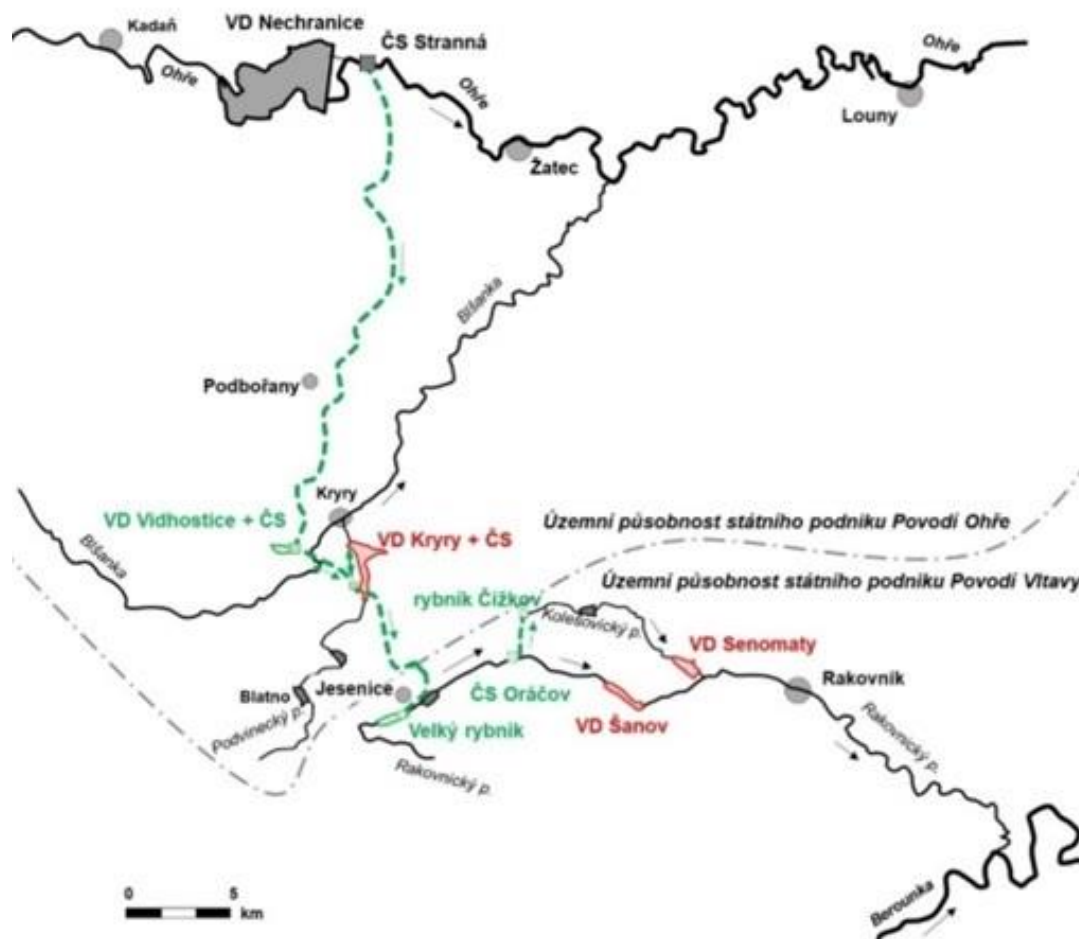 Kadaň
VD Nechranice
ČS Stranná
Ohře
Ohře
Ohře
Louny
Žatec
Blšanka
Podbořany
Kryry
VD Vidhostice + ČS
VD Kryry + ČS
Územní působnost státního podniku Povodí Ohře
Blšanka
Územní působnost státního podniku Povodí Vltavy
rybník Čížkov
Kolešovický p.
VD Senomaty
Jesenice
Blatno
ČS Oráčov
Rakovník
Velký rybník
VD Šanov
Podvinecký p.
Rakovnický p.
Rakovnický p.
Berounka
0 5
km